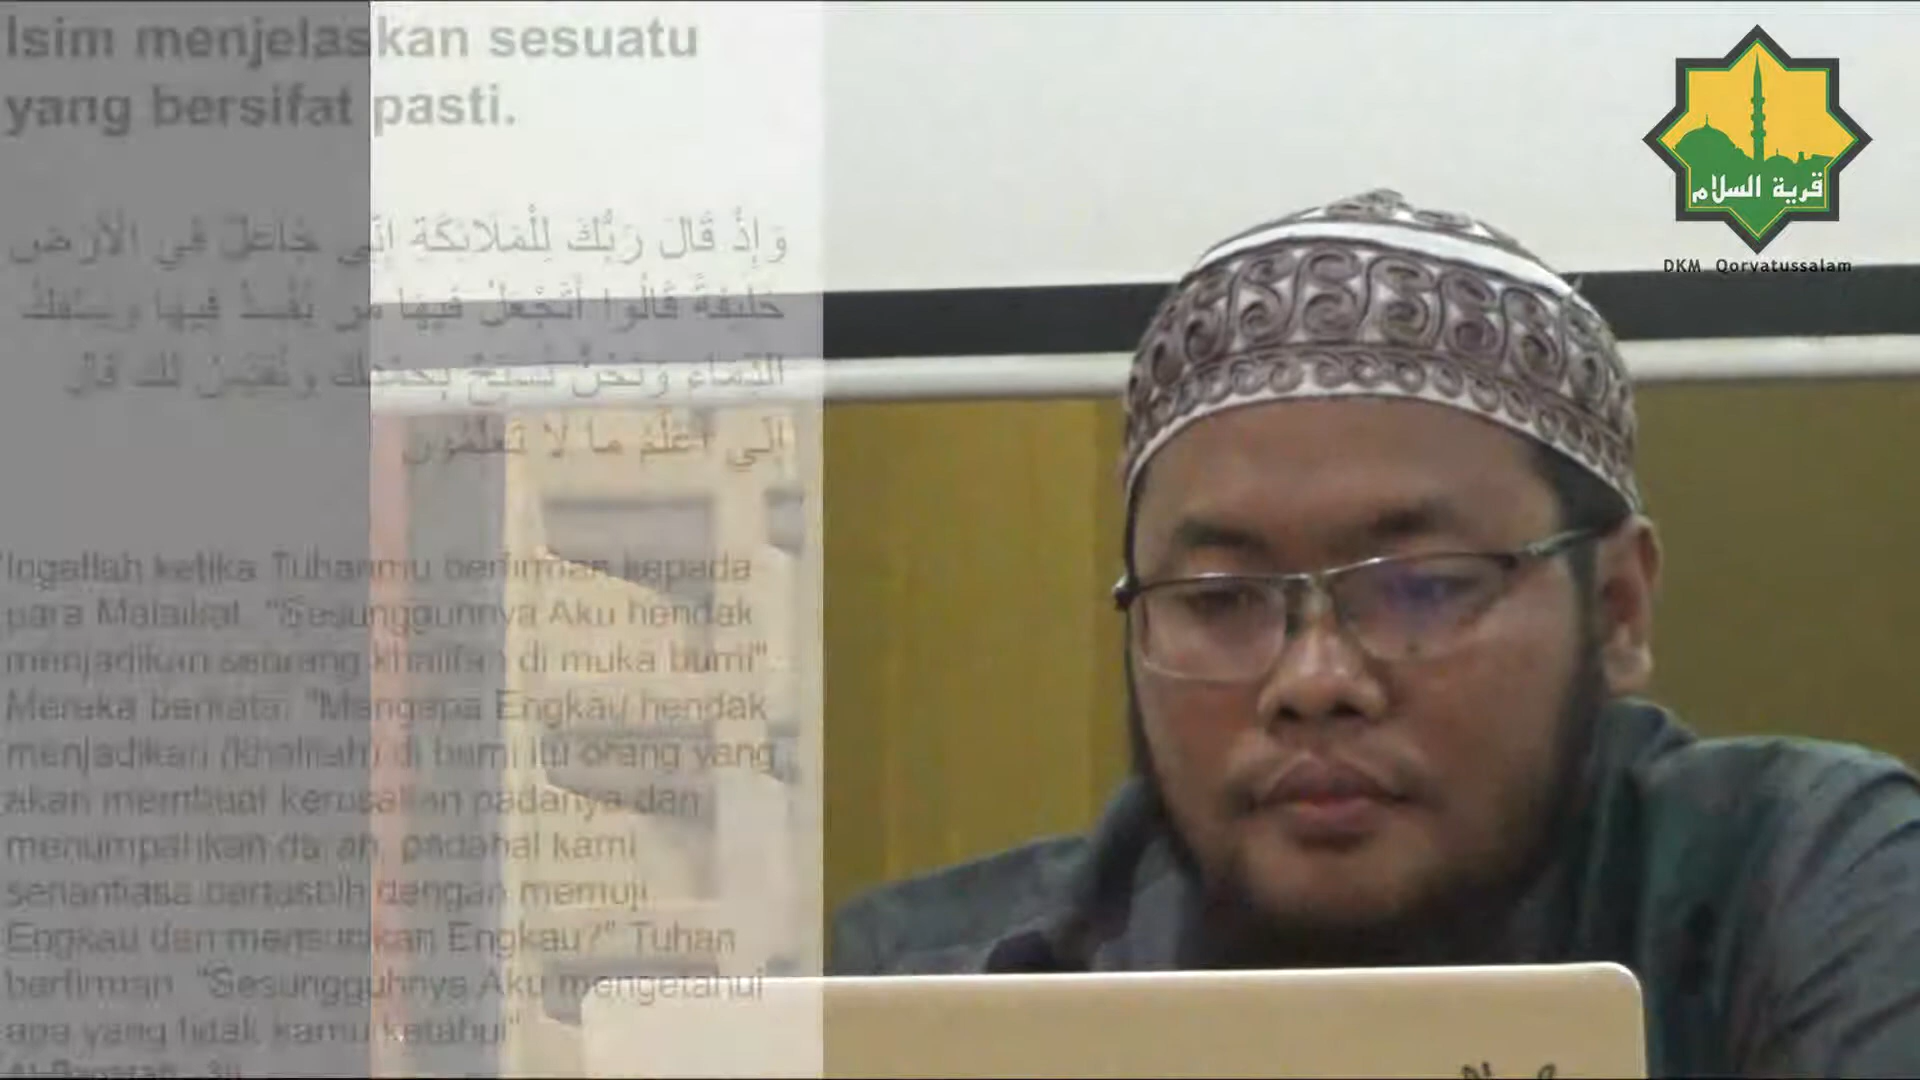 Isim menjelaskan sesuatu
yang bersifat pasti.
وَإِذْ قَالَ رَبُّكَ لِلْمَلَائِكَةِ إِنِّي جَاعِلٌ فِي الْأَرْضِ
خَلِيفَةً قَالُوا أَتَجْعَلُ فِيهَا مَن يُفْسِدُ فِيهَا وَيَسْفِكُ
الدِّمَاءَ وَنَحْنُ نُسَبِّحُ بِحَمْدِكَ وَنُقَدِّسُ لَكَ قَالَ
إِنِّي أَعْلَمُ مَا لَا تَعْلَمُونَ
"Ingatlah ketika Tuhanmu berfirman kepada
para Malaikat: "Sesungguhnya Aku hendak
menjadikan seorang khalifah di muka bumi".
Mereka berkata: "Mengapa Engkau hendak
menjadikan (khalifah) di bumi itu orang yang
akan membuat kerusakan padanya dan
menumpahkan darah, padahal kami
senantiasa bertasbih dengan memuji
Engkau dan mensucikan Engkau?" Tuhan
berfirman: "Sesungguhnya Aku mengetahui
apa yang tidak kamu ketahui"
قرية السلام
DKM Qorvatussalam